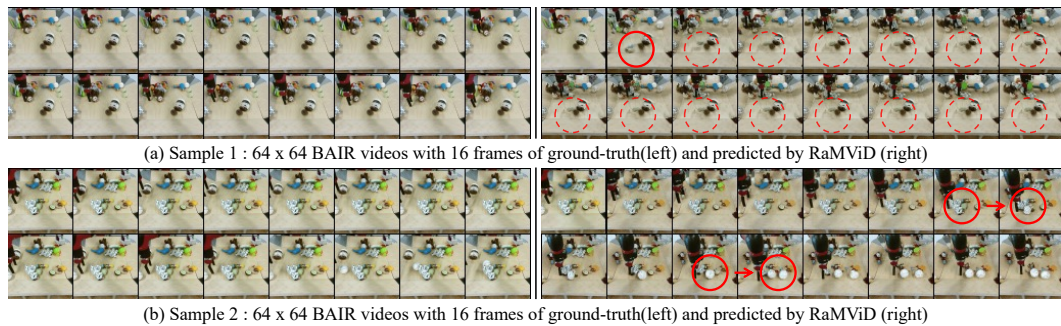 (a) Sample 1 : 64 x 64 BAIR videos with 16 frames of ground-truth(left) and predicted by RaMViD (right)
(b) Sample 2 : 64 x 64 BAIR videos with 16 frames of ground-truth(left) and predicted by RaMViD (right)